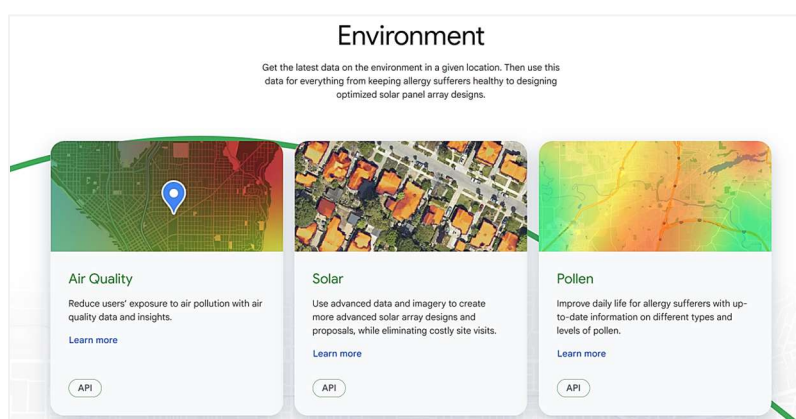 Environment
Get the latest data on the environment in a given location. Then use this
data for everything from keeping allergy sufferers healthy to designing
optimized solar panel array designs.
Air Quality
Reduce users' exposure to air pollution with air
quality data and insights.
Learn more
API
Solar
Use advanced data and imagery to create
more advanced solar array designs and
proposals, while eliminating costly site visits.
Learn more
API
Pollen
Improve daily life for allergy sufferers with up-
to-date information on different types and
levels of pollen.
Learn more
API